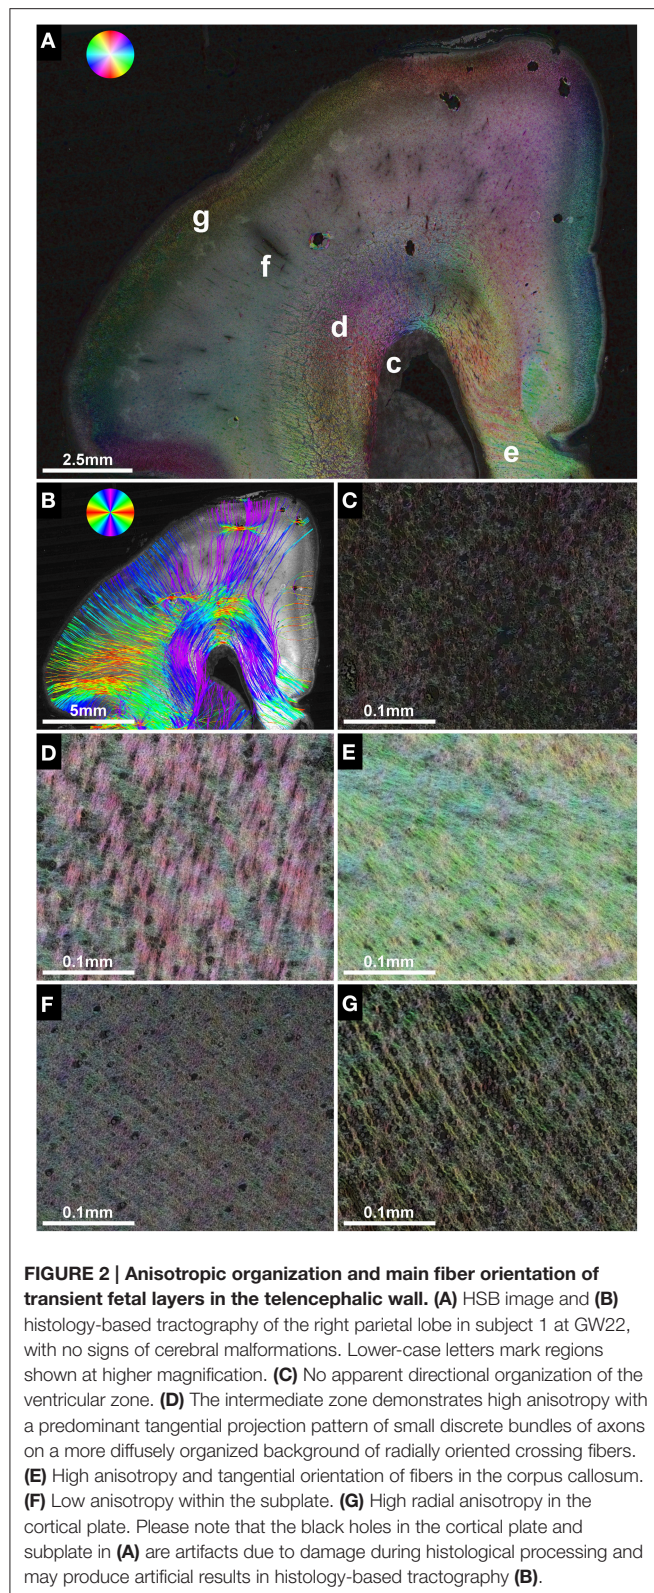 A
g
f
d
c
e
2.5mm
B
5mm
C
0.1mm
D
0.1mm
E
0.1mm
F
0.1mm
G
0.1mm
FIGURE 2 | Anisotropic organization and main fiber orientation of
transient fetal layers in the telencephalic wall. (A) HSB image and (B)
histology-based tractography of the right parietal lobe in subject 1 at GW22,
with no signs of cerebral malformations. Lower-case letters mark regions
shown at higher magnification. (C) No apparent directional organization of the
ventricular zone. (D) The intermediate zone demonstrates high anisotropy with
a predominant tangential projection pattern of small discrete bundles of axons
on a more diffusely organized background of radially oriented crossing fibers.
(E) High anisotropy and tangential orientation of fibers in the corpus callosum.
(F) Low anisotropy within the subplate. (G) High radial anisotropy in the
cortical plate. Please note that the black holes in the cortical plate and
subplate in (A) are artifacts due to damage during histological processing and
may produce artificial results in histology-based tractography (B).